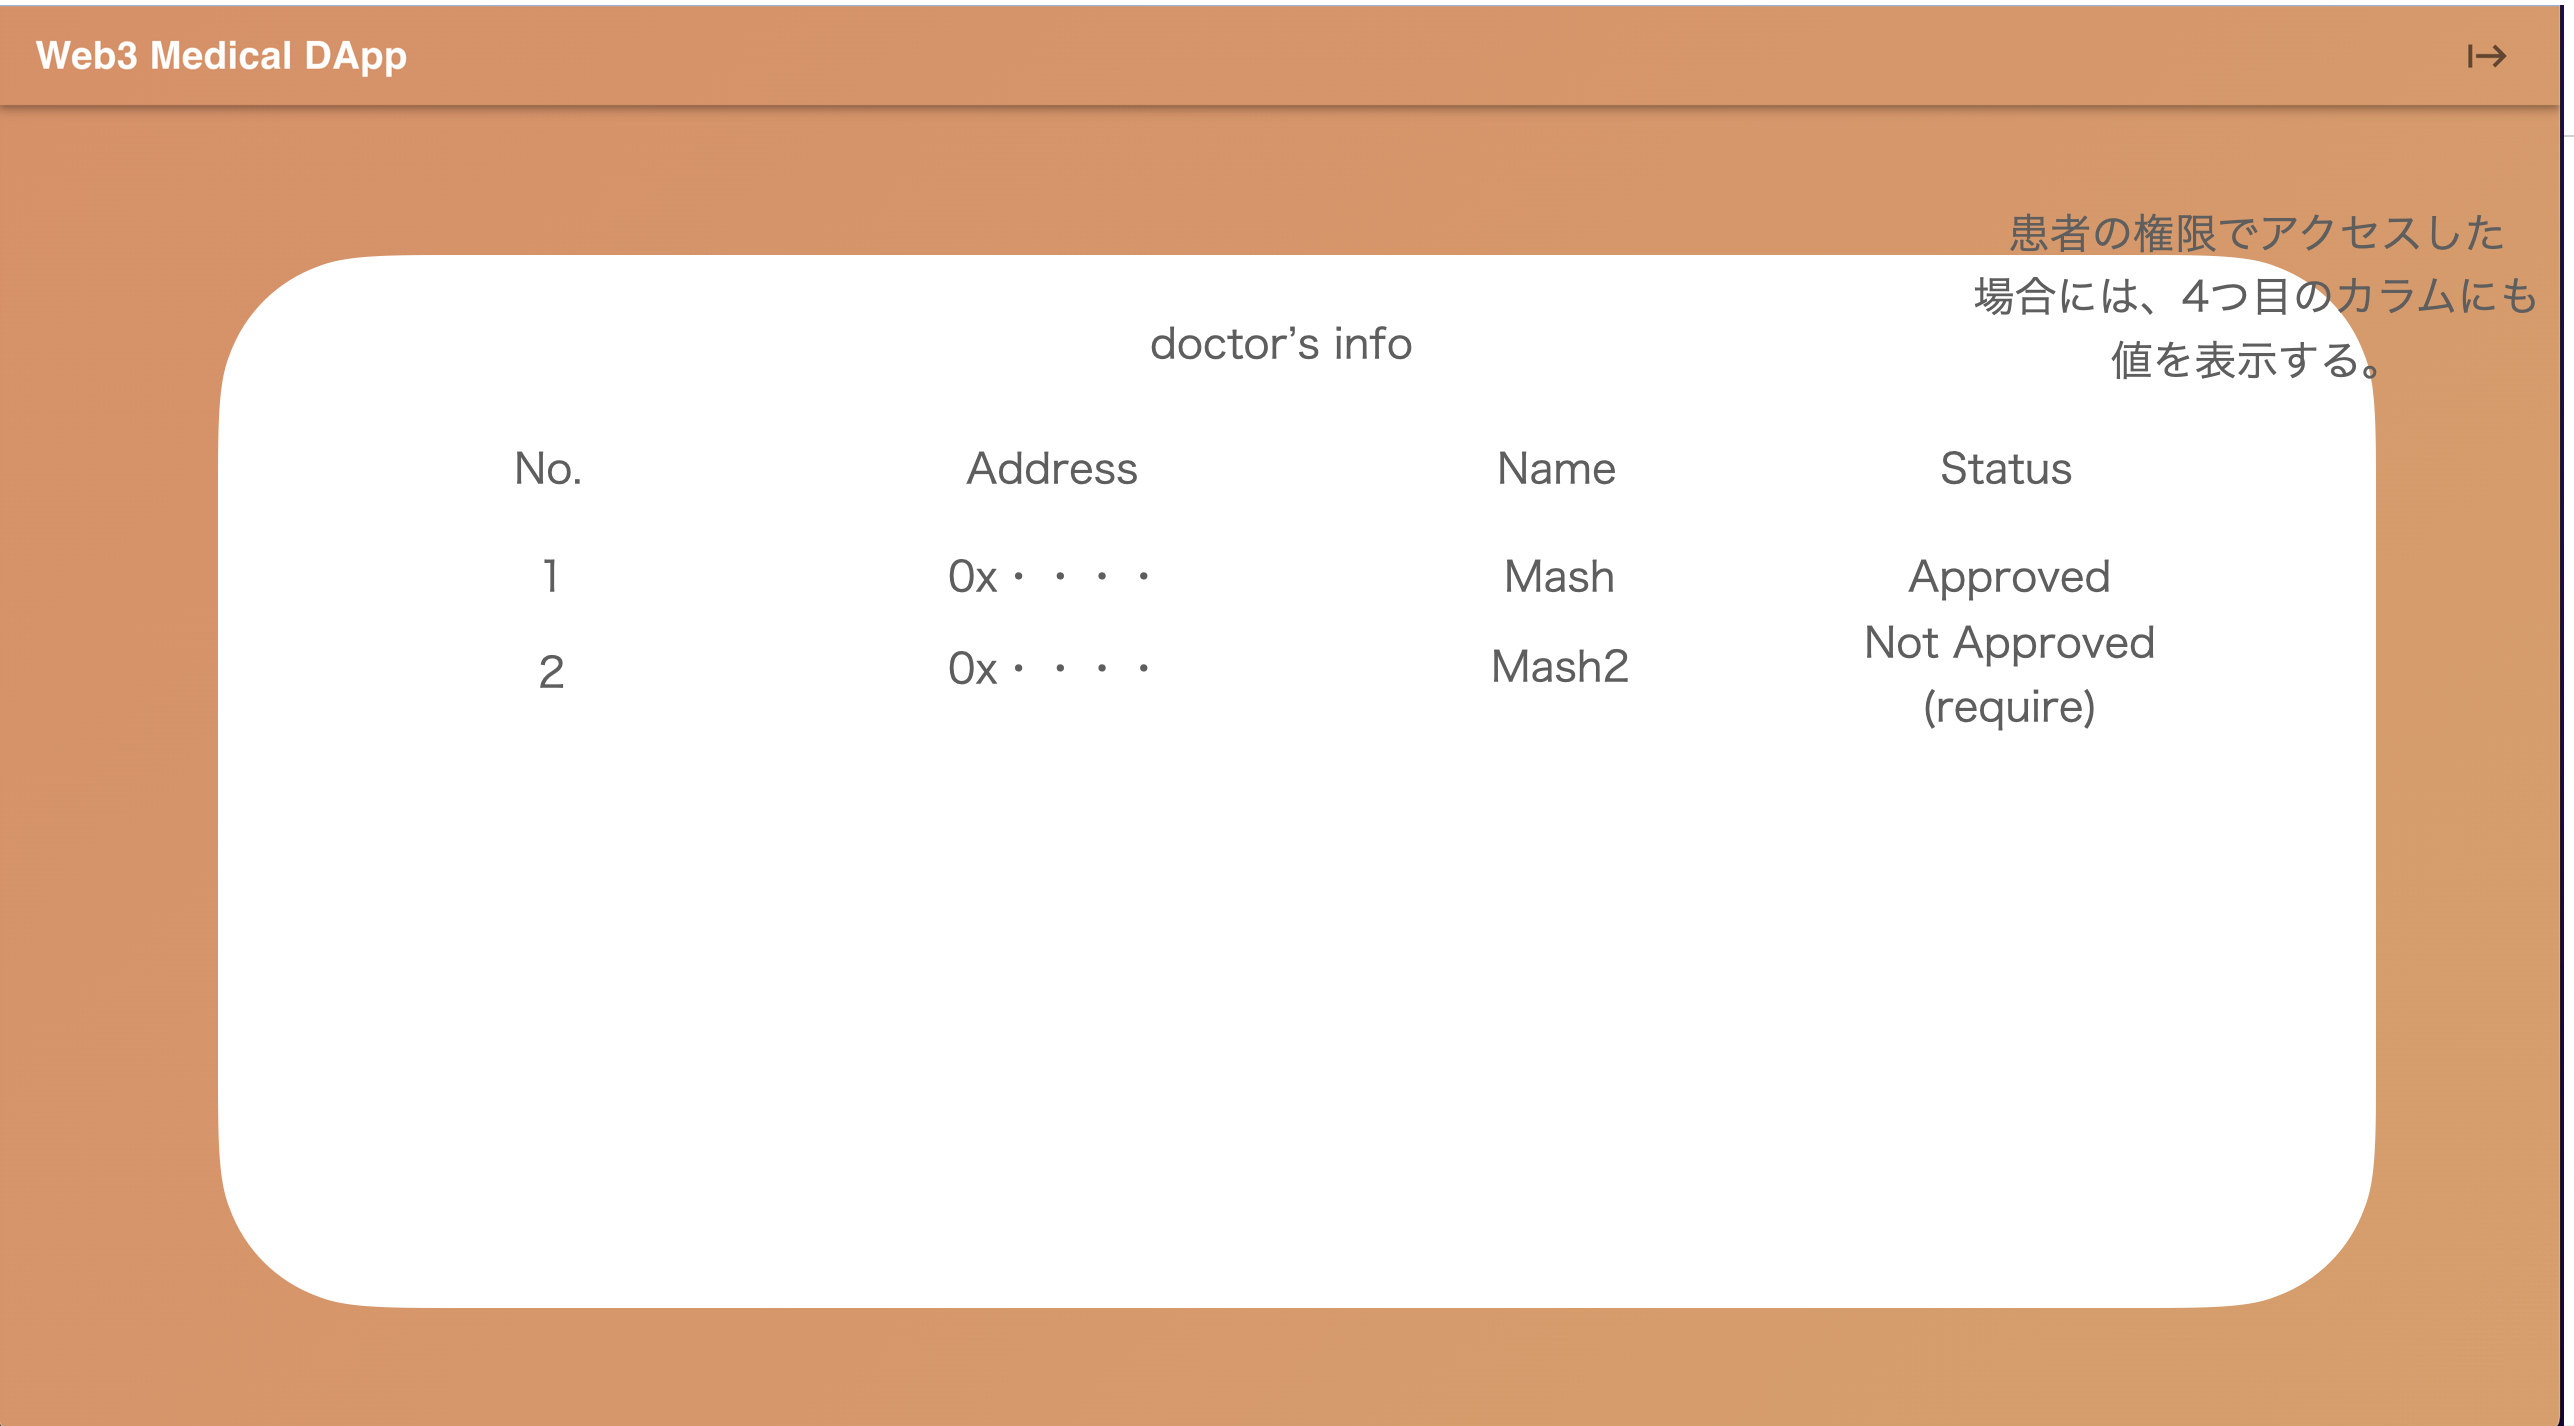 Web3 Medical DApp
患者の権限でアクセスした
場合には、4つ目のカラムにも
値を表示する。
doctor’s info
No. Address Name Status
1 0x・・・・ Mash Approved
2 0x・・・・ Mash2 Not Approved
(require)